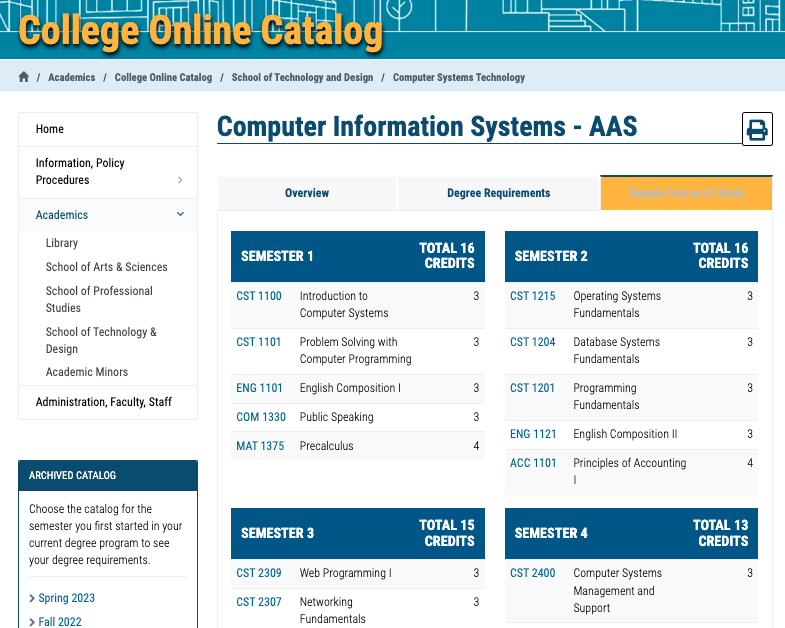 College Online Catalog
/ Academics / College Online Catalog / School of Technology and Design / Computer Systems Technology
Home
Information, Policy
Procedures
Academics
Library
School of Arts & Sciences
School of Professional
Studies
School of Technology &
Design
Academic Minors
Administration, Faculty, Staff
ARCHIVED CATALOG
Choose the catalog for the
semester you first started in your
current degree program to see
your degree requirements.
Spring 2023
Fall 2022
Computer Information Systems - AAS
Overview
Degree Requirements
Sample Course of Study
SEMESTER 1 TOTAL 16
CREDITS
CST 1100 Introduction to 3
Computer Systems
CST 1101 Problem Solving with 3
Computer Programming
ENG 1101 English Composition I 3
COM 1330 Public Speaking 3
MAT 1375 Precalculus 4
SEMESTER 2 TOTAL 16
CREDITS
CST 1215 Operating Systems 3
Fundamentals
CST 1204 Database Systems 3
Fundamentals
CST 1201 Programming 3
Fundamentals
ENG 1121 English Composition II 3
ACC 1101 Principles of Accounting 4
I
SEMESTER 3 TOTAL 15
CREDITS
CST 2309 Web Programming I 3
CST 2307 Networking 3
Fundamentals
SEMESTER 4 TOTAL 13
CREDITS
CST 2400 Computer Systems 3
Management and
Support